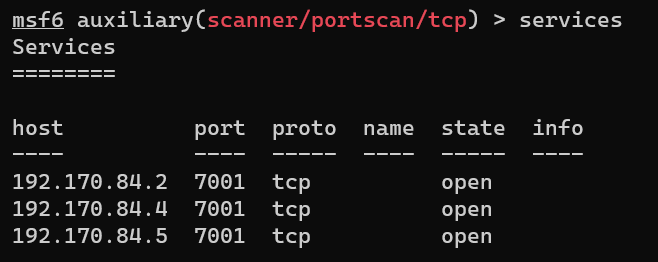 msf6 auxiliary(scanner/portscan/tcp) > services
Services
========

host          port  proto  name  state  info
----          ----  -----  ----  -----  ----
192.170.84.2  7001  tcp          open
192.170.84.4  7001  tcp          open
192.170.84.5  7001  tcp          open